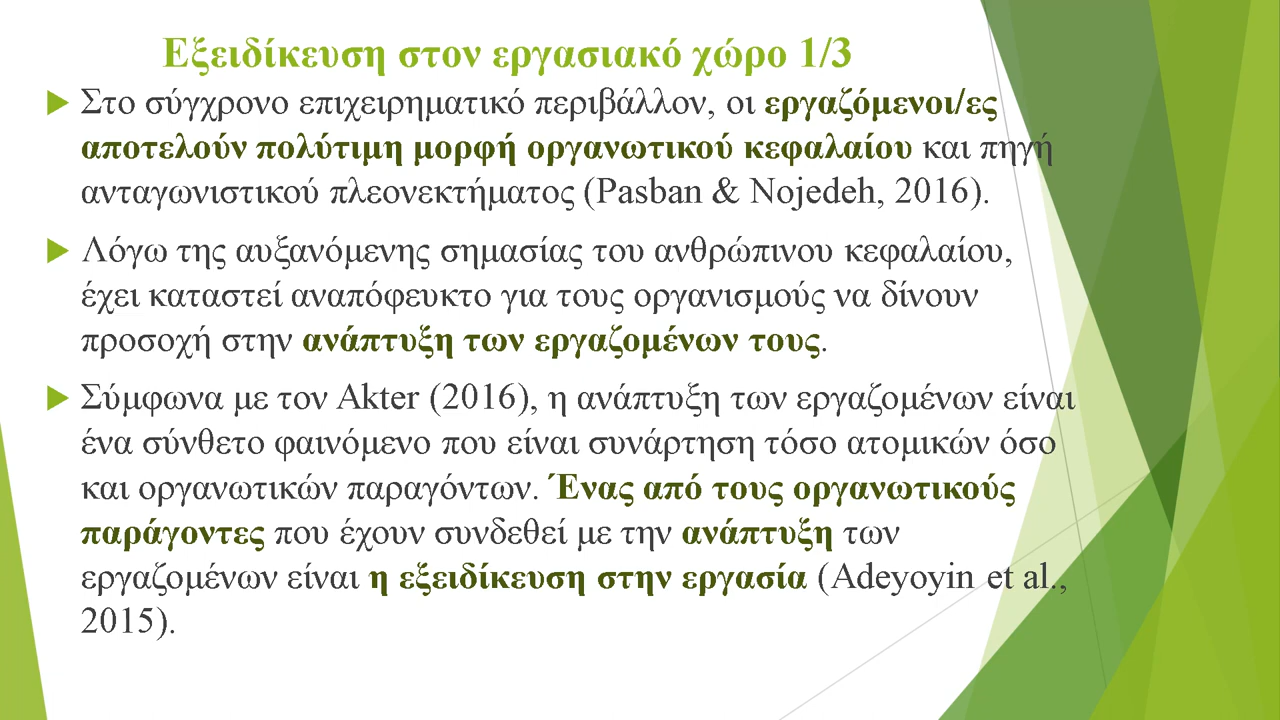 Εξειδίκευση στον εργασιακό χώρο 1/3
Στο σύγχρονο επιχειρηματικό περιβάλλον, οι εργαζόμενοι/ες
αποτελούν πολύτιμη μορφή οργανωτικού κεφαλαίου και πηγή
ανταγωνιστικού πλεονεκτήματος (Pasban & Nojedeh, 2016).
Λόγω της αυξανόμενης σημασίας του ανθρώπινου κεφαλαίου,
έχει καταστεί αναπόφευκτο για τους οργανισμούς να δίνουν
προσοχή στην ανάπτυξη των εργαζομένων τους.
Σύμφωνα με τον Akter (2016), η ανάπτυξη των εργαζομένων είναι
ένα σύνθετο φαινόμενο που είναι συνάρτηση τόσο ατομικών όσο
και οργανωτικών παραγόντων. Ένας από τους οργανωτικούς
παράγοντες που έχουν συνδεθεί με την ανάπτυξη των
εργαζομένων είναι η εξειδίκευση στην εργασία (Adeyoyin et al.,
2015).